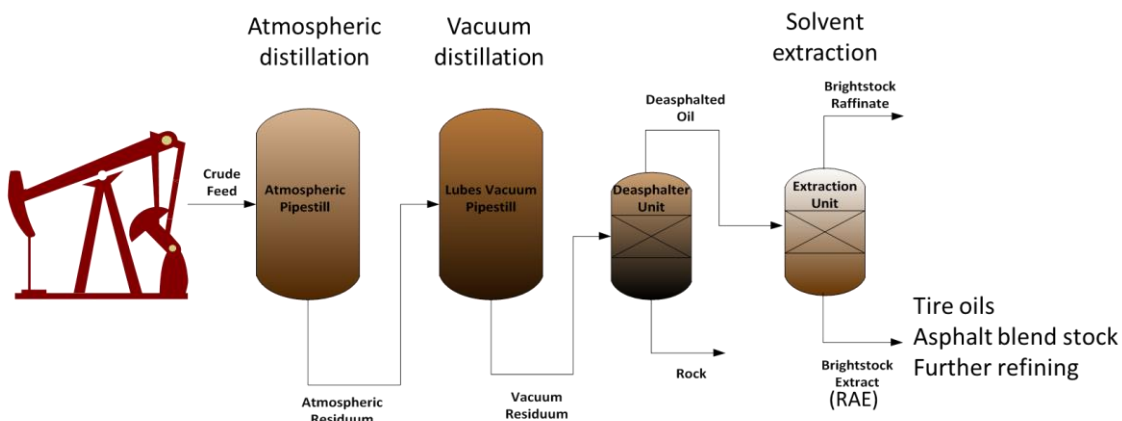 Atmospheric
distillation
Vacuum
distillation
Solvent
extraction
Crude
Feed
Atmospheric
Pipestill
Lubes Vacuum
Pipestill
Deasphalted
Oil
Deasphalter
Unit
Brightstock
Raffinate
Extraction
Unit
Atmospheric
Residuum
Vacuum
Residuum
Rock
Brightstock
Extract
(RAE)
Tire oils
Asphalt blend stock
Further refining